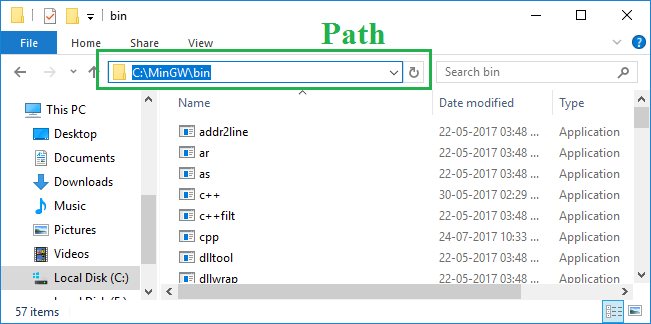 bin
Path
File Home Share View
C:\MinGW\bin
Search bin
This PC
Desktop
Documents
Downloads
Music
Pictures
Videos
Local Disk (C:)
Name Date modified Type
addr2line 22-05-2017 03:48 ... Application
ar 22-05-2017 03:48 ... Application
as 22-05-2017 03:48 ... Application
c++ 30-05-2017 02:29 ... Application
c++filt 22-05-2017 03:48 ... Application
cpp 24-07-2017 10:33 ... Application
dlltool 22-05-2017 03:48 ... Application
dllwrap 22-05-2017 03:48 ... Application
57 items